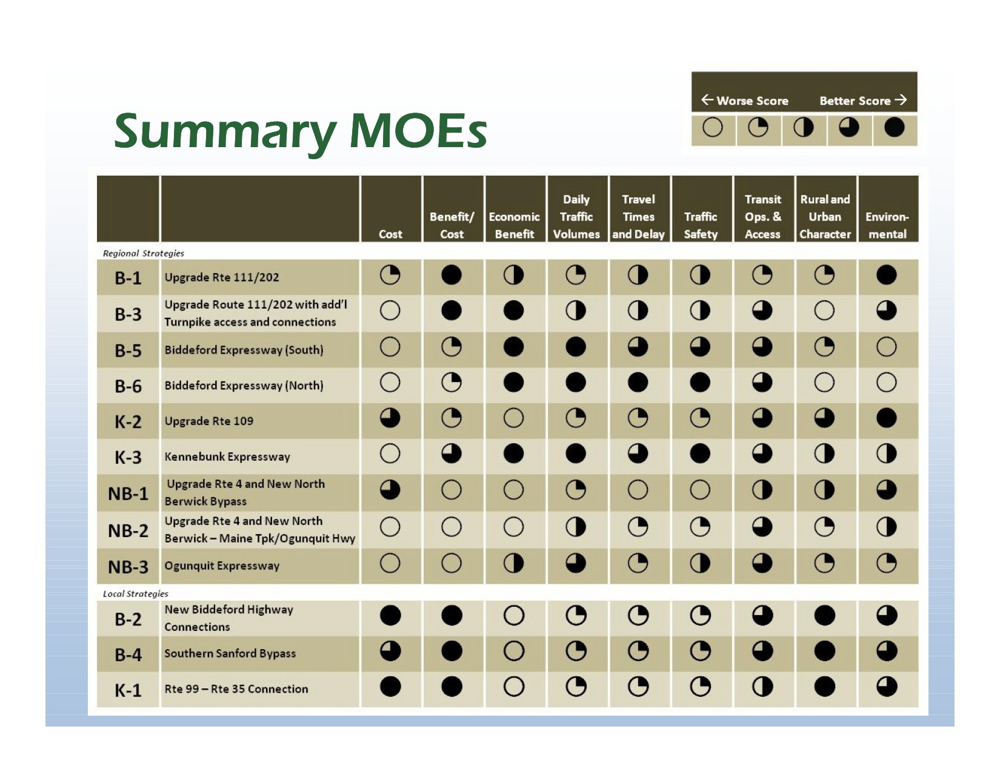 ← Worse Score Better Score →
Summary MOEs
Cost
Benefit/
Cost
Economic
Benefit
Daily
Traffic
Volumes
Travel
Times
and Delay
Traffic
Safety
Transit
Ops. &
Access
Rural and
Urban
Character
Environ-
mental
Regional Strategies
B-1 Upgrade Rte 111/202
B-3
Upgrade Route 111/202 with add’l
Turnpike access and connections
B-5 Biddeford Expressway (South)
B-6 Biddeford Expressway (North)
K-2 Upgrade Rte 109
K-3 Kennebunk Expressway
NB-1
Upgrade Rte 4 and New North
Berwick Bypass
NB-2
Upgrade Rte 4 and New North
Berwick – Maine Tpk/Ogunquit Hwy
NB-3 Ogunquit Expressway
Local Strategies
B-2
New Biddeford Highway
Connections
B-4 Southern Sanford Bypass
K-1 Rte 99 – Rte 35 Connection